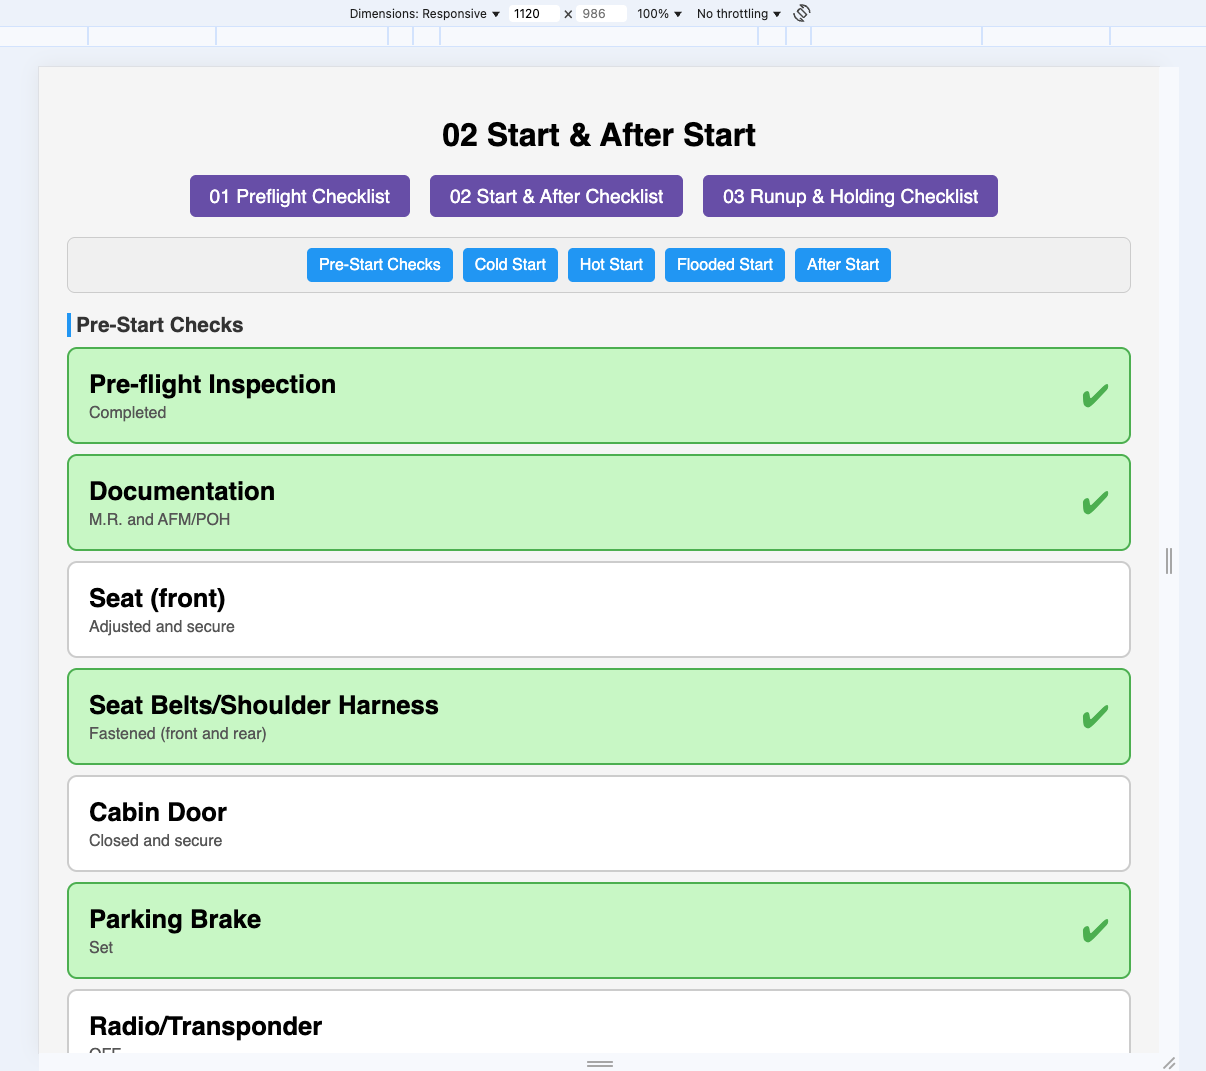 Dimensions: Responsive ▼ 1120 × 986 100% ▼ No throttling ▼
02 Start & After Start
01 Preflight Checklist 02 Start & After Checklist 03 Runup & Holding Checklist
Pre-Start Checks Cold Start Hot Start Flooded Start After Start
Pre-Start Checks
Pre-flight Inspection
Completed
✔
Documentation
M.R. and AFM/POH
✔
Seat (front)
Adjusted and secure
Seat Belts/Shoulder Harness
Fastened (front and rear)
✔
Cabin Door
Closed and secure
Parking Brake
Set
✔
Radio/Transponder
OFF